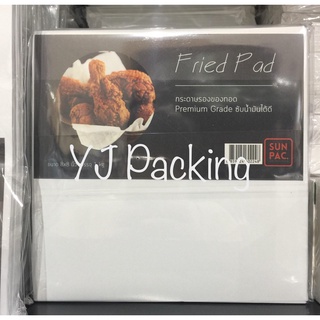 Fried Pad
กระดาษรองของทอด
Premium Grade ซับน้ำมันได้ดี
SUN
PAC.
YJ Packing